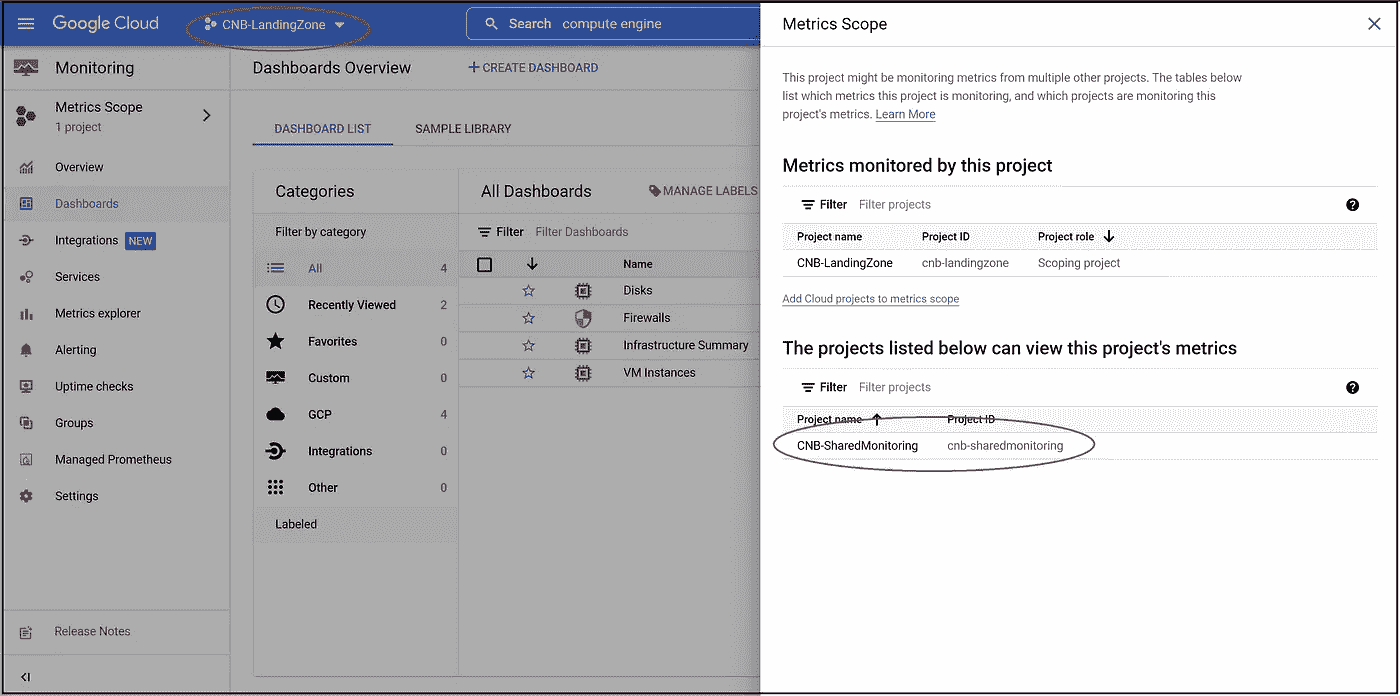 Google Cloud
CNB-LandingZone
Search compute engine
Monitoring
Metrics Scope
1 project
Overview
Dashboards
Integrations NEW
Services
Metrics explorer
Alerting
Uptime checks
Groups
Managed Prometheus
Settings
Release Notes
Dashboards Overview
+ CREATE DASHBOARD
DASHBOARD LIST
SAMPLE LIBRARY
Categories
Filter by category
All 4
Recently Viewed 2
Favorites 0
Custom 0
GCP 4
Integrations 0
Other 0
Labeled
All Dashboards
MANAGE LABELS
Filter Filter Dashboards
Name
Disks
Firewalls
Infrastructure Summary
VM Instances
Metrics Scope
This project might be monitoring metrics from multiple other projects. The tables below
list which metrics this project is monitoring, and which projects are monitoring this
project's metrics. Learn More
Metrics monitored by this project
Filter Filter projects
Project name Project ID Project role
CNB-LandingZone cnb-landingzone Scoping project
Add Cloud projects to metrics scope
The projects listed below can view this project's metrics
Filter Filter projects
Project name Project ID
CNB-SharedMonitoring cnb-sharedmonitoring